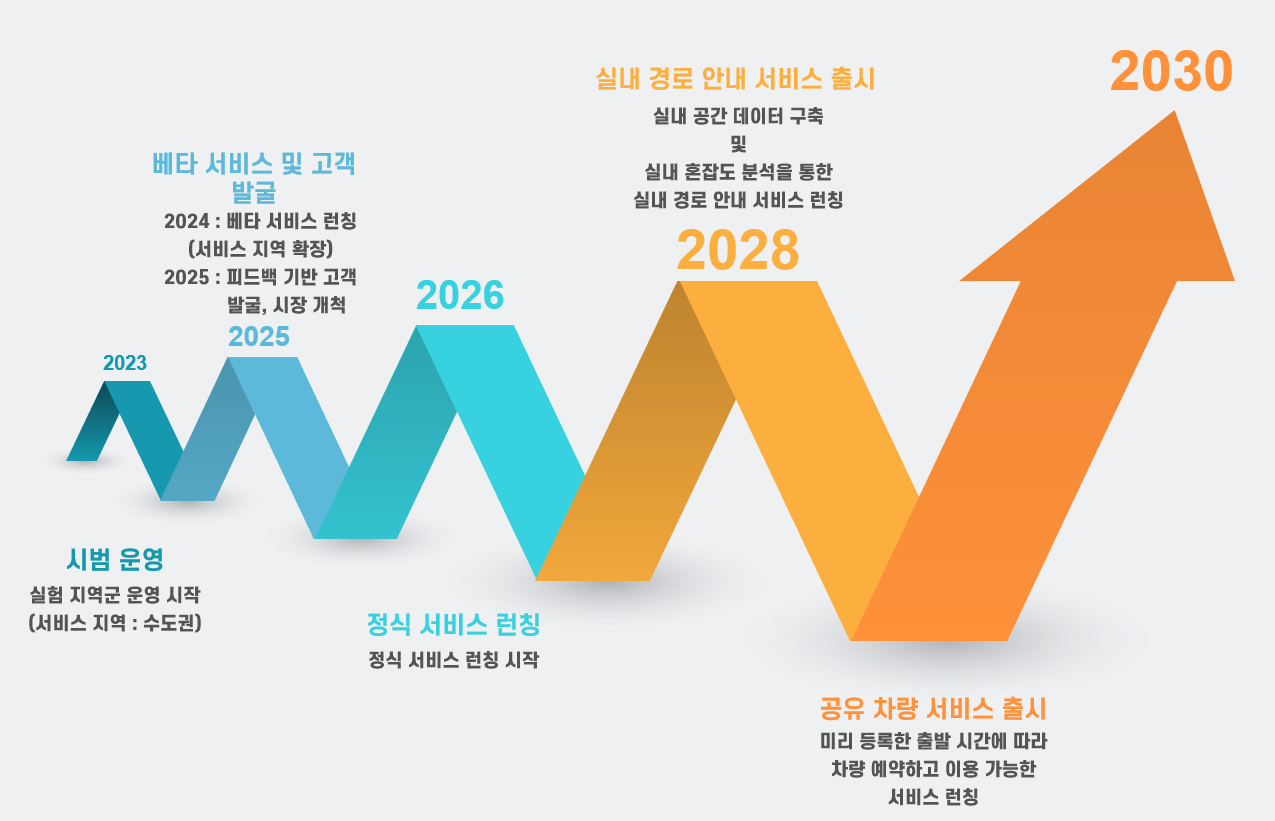 2023
시범 운영
실험 지역군 운영 시작
(서비스 지역 : 수도권)
베타 서비스 및 고객
발굴
2024 : 베타 서비스 런칭
(서비스 지역 확장)
2025 : 피드백 기반 고객
발굴, 시장 개척
2025
2026
정식 서비스 런칭
정식 서비스 런칭 시작
실내 경로 안내 서비스 출시
실내 공간 데이터 구축
및
실내 혼잡도 분석을 통한
실내 경로 안내 서비스 런칭
2028
2030
공유 차량 서비스 출시
미리 등록한 출발 시간에 따라
차량 예약하고 이용 가능한
서비스 런칭